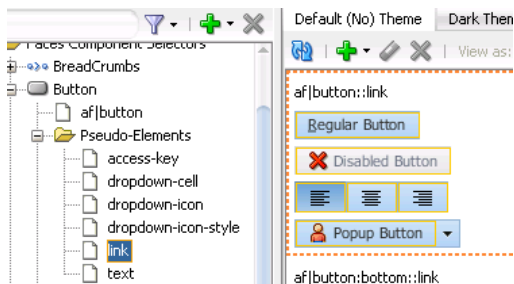 Faces Component Selectors
BreadCrumbs
Button
af|button
Pseudo-Elements
access-key
dropdown-cell
dropdown-icon
dropdown-icon-style
link
text
Default (No) Theme
Dark Them
View as:
af|button::link
Regular Button
Disabled Button
Popup Button
af|button:bottom::link